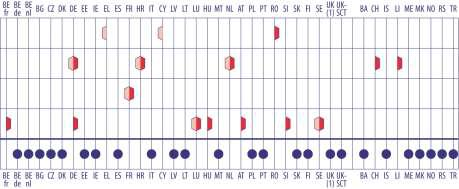 BE BE BE BG CZ DK DE EE IE EL ES FR HR IT CY LV LT LU HU MT NL AT PL PT RO SI SK FI SE UK UK- BA CH IS LI ME MK NO RS TR
fr de nl (1) SCT
BE BE BE BG CZ DK DE EE IE EL ES FR HR IT CY LV LT LU HU MT NL AT PL PT RO SI SK FI SE UK UK- BA CH IS LI ME MK NO RS TR
fr de nl (1) SCT